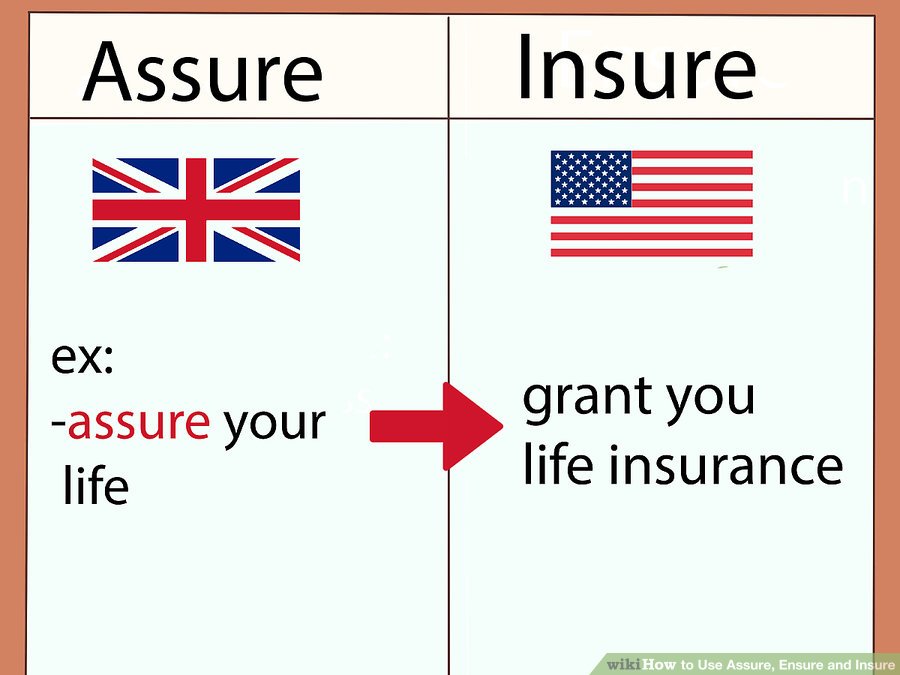 Assure
Insure
ex:
-assure your
life
grant you
life insurance
wikiHow to Use Assure, Ensure and Insure